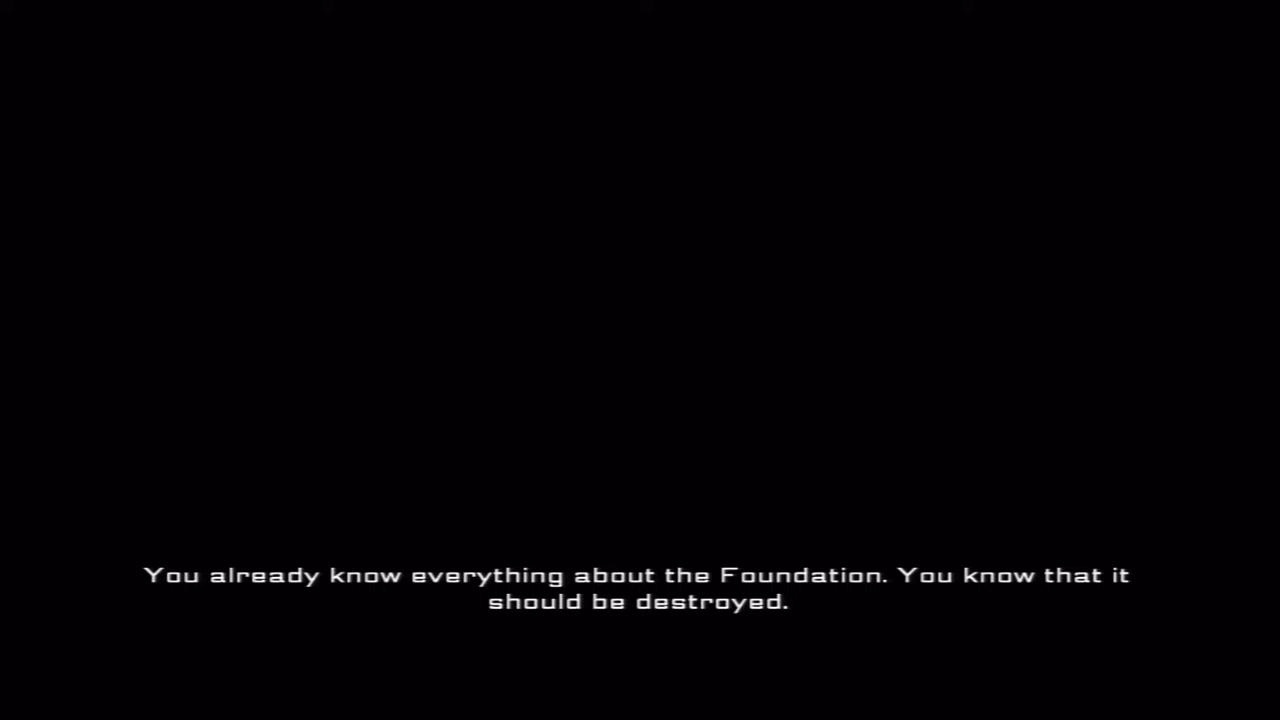 You already know everything about the Foundation. You know that it
should be destroyed.